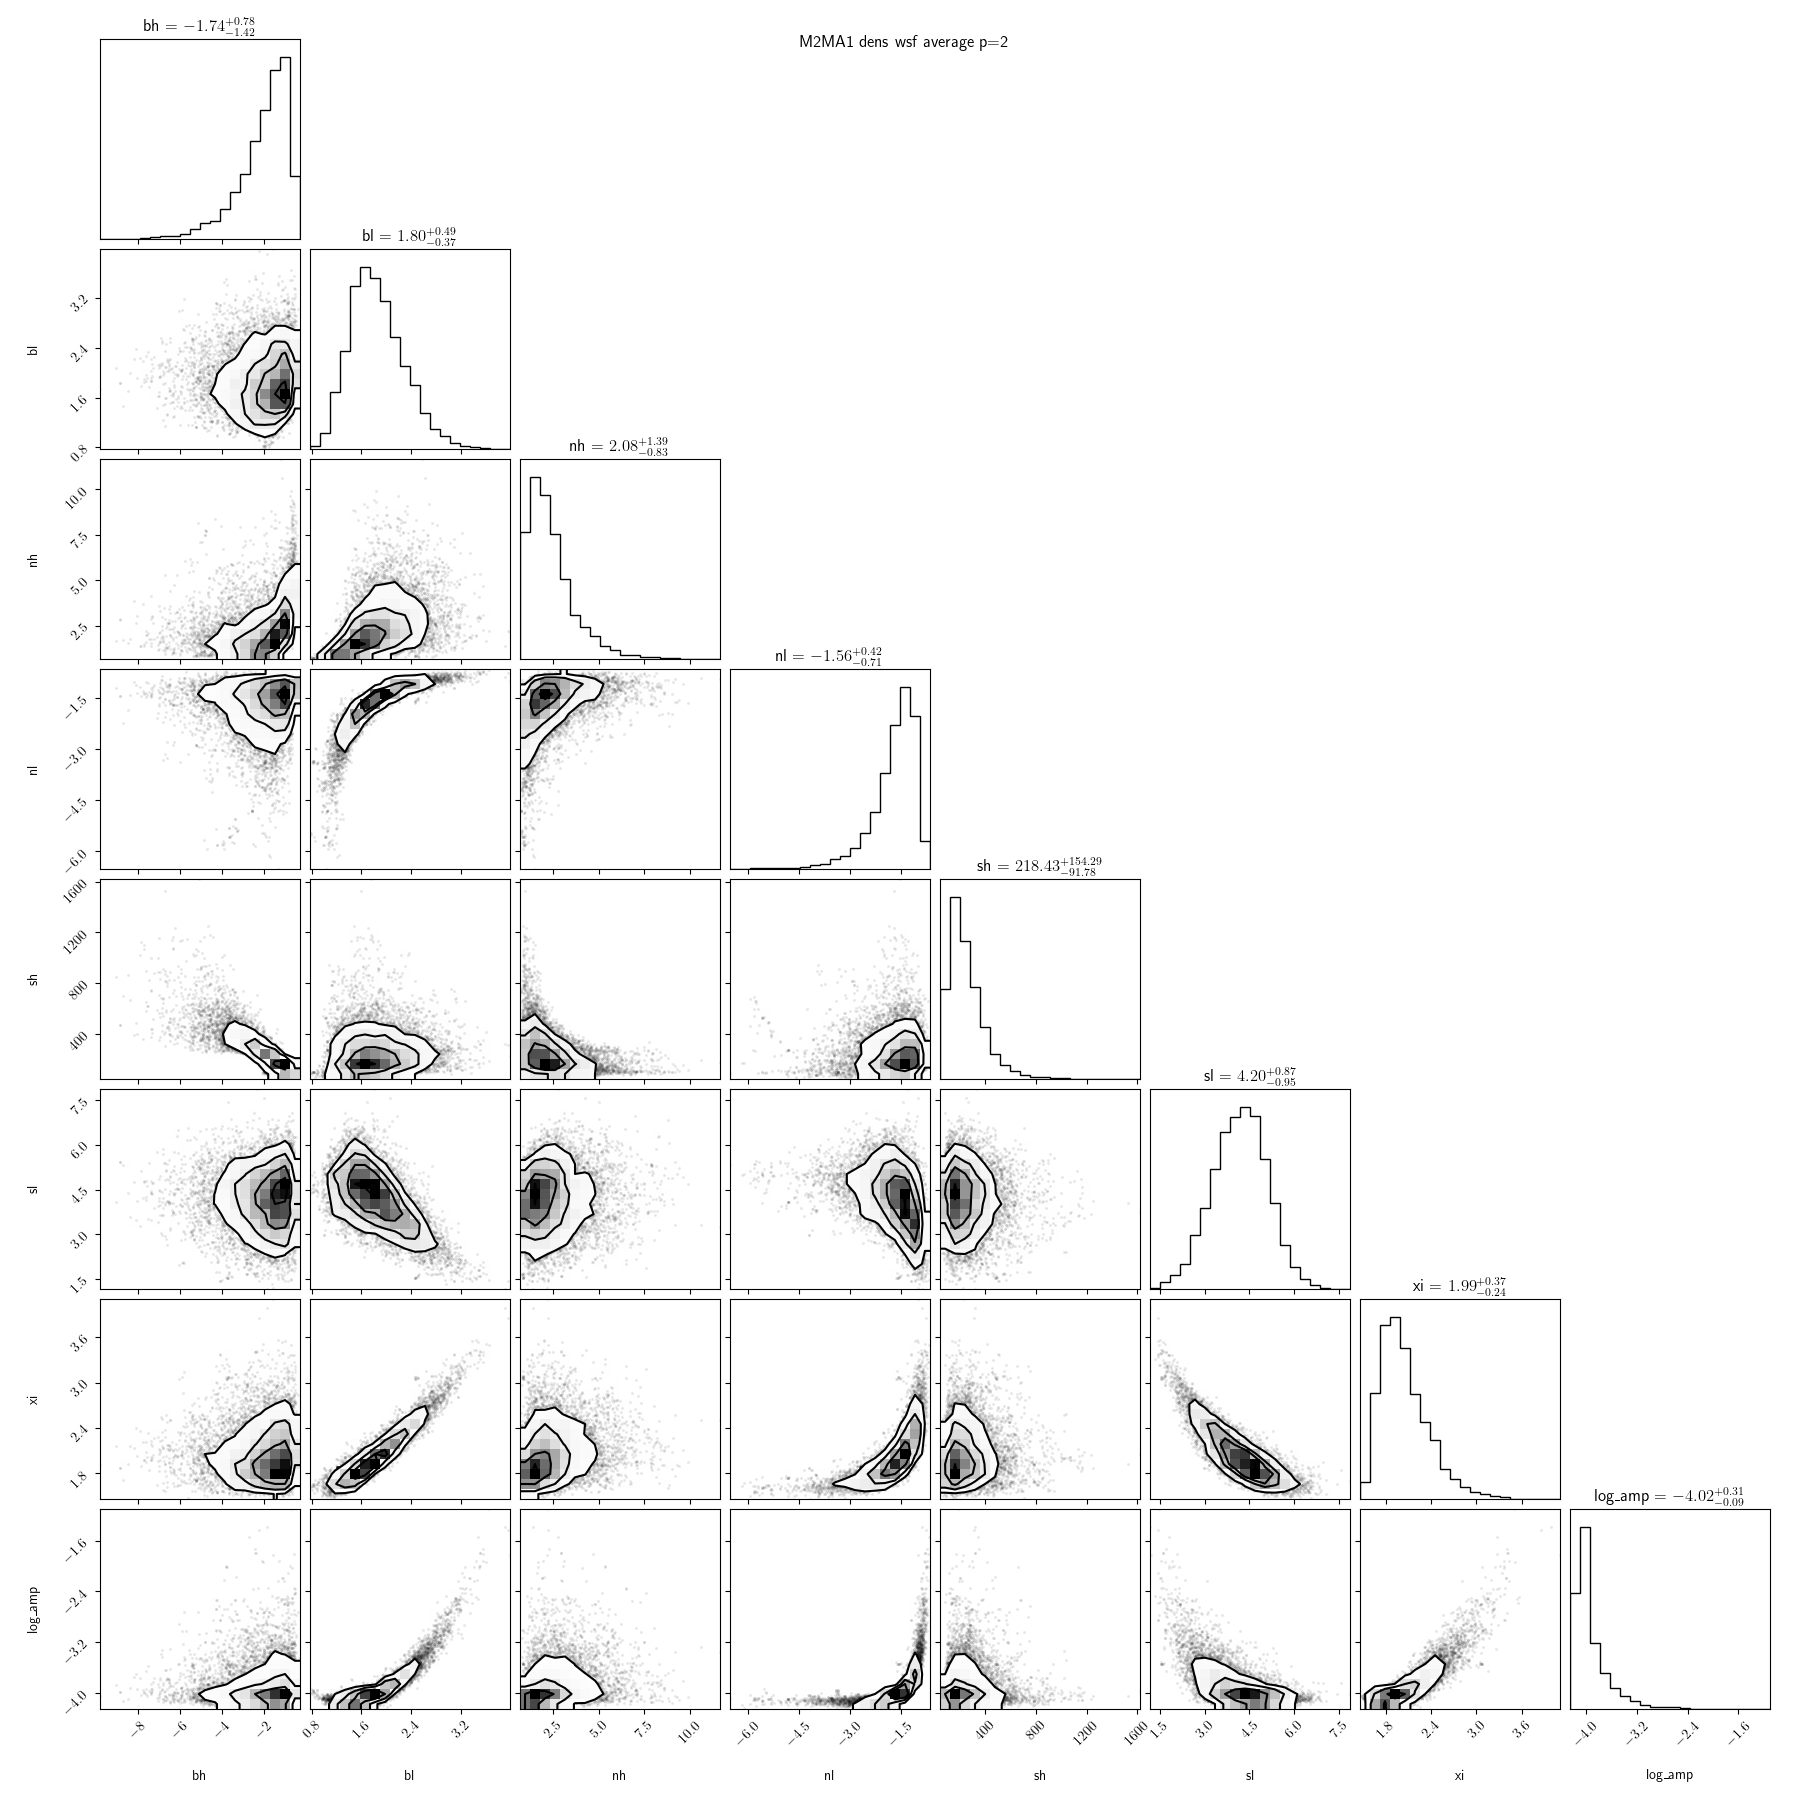 M2MA1 dens wsf average p=2
bh = −1.74+0.78 −1.42
bl = 1.80+0.49 −0.37
nh = 2.08+1.39 −0.83
nl = −1.56+0.42 −0.71
sh = 218.43+154.29 −91.78
sl = 4.20+0.87 −0.95
xi = 1.99+0.37 −0.24
log_amp = −4.02+0.31 −0.09
bl
3.2
2.4
1.6
0.8
nh
10.0
7.5
5.0
2.5
nl
−1.5
−3.0
−4.5
−6.0
sh
1600
1200
800
400
sl
7.5
6.0
4.5
3.0
1.5
xi
3.6
3.0
2.4
1.8
log_amp
−1.6
−2.4
−3.2
−4.0
−8 −6 −4 −2
0.8 1.6 2.4 3.2
2.5 5.0 7.5 10.0
−6.0 −4.5 −3.0 −1.5
400 800 1200 1600
1.5 3.0 4.5 6.0 7.5
1.8 2.4 3.0 3.6
−4.0 −3.2 −2.4 −1.6
bh bl nh nl sh sl xi log_amp